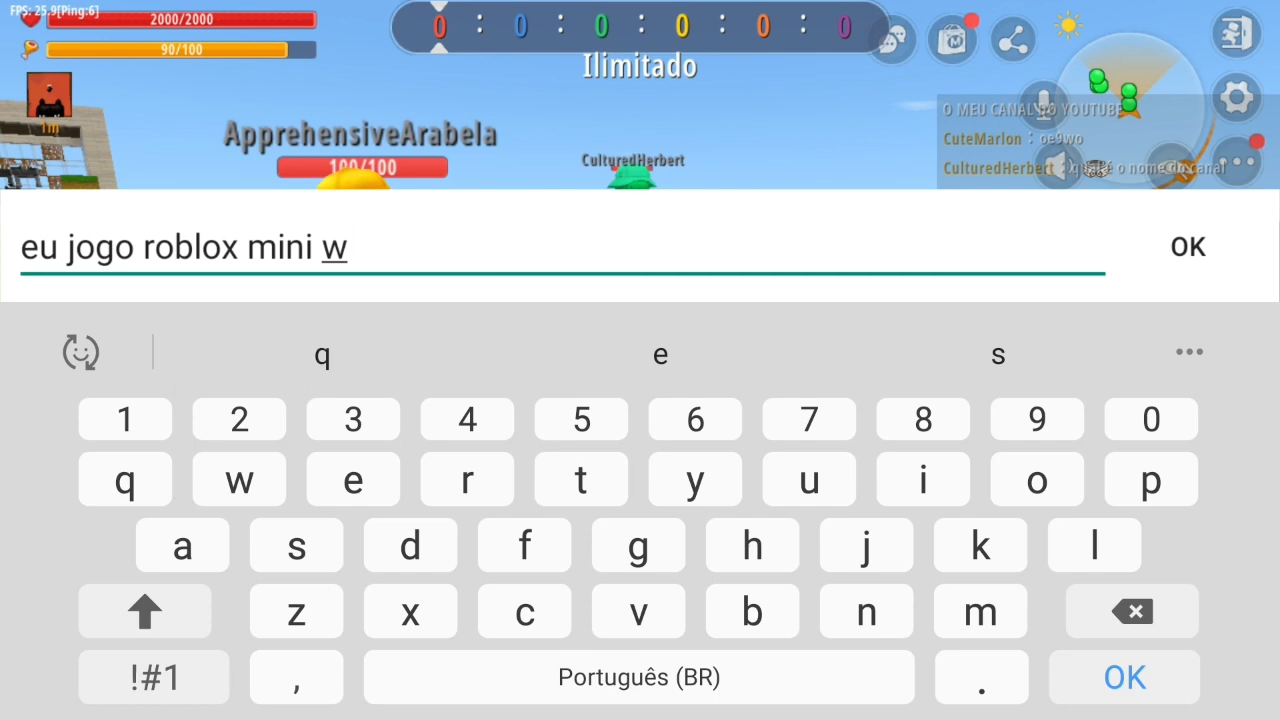 FPS: 25.9[Ping:6]
2000/2000
90/100
0 : 0 : 0 : 0 : 0 : 0
Ilimitado
ApprehensiveArabela
100/100
CulturedHerbert
O MEU CANAL DO YOUTUBE
CuteMarlon : oe9wo
CulturedHerbert : qual é o nome do canal
eu jogo roblox mini w
OK
q e s
1 2 3 4 5 6 7 8 9 0
q w e r t y u i o p
a s d f g h j k l
z x c v b n m
!#1 , Português (BR) . OK